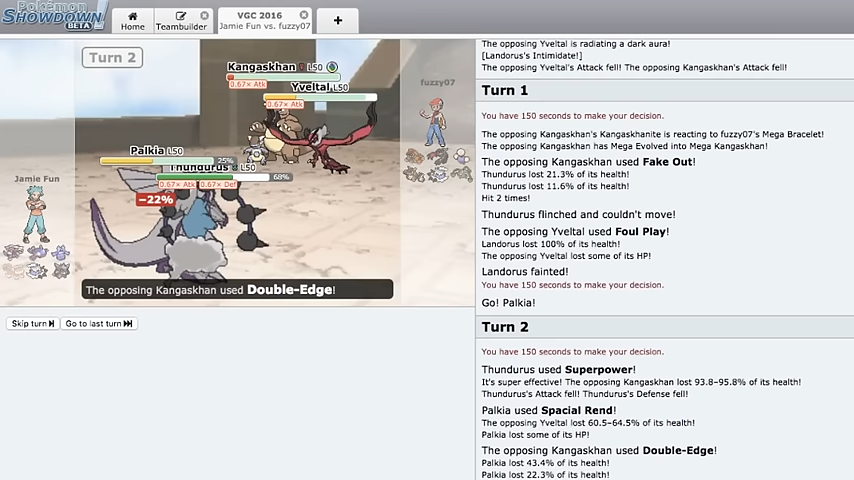 Pokémon
Showdown
BETA
Home
Teambuilder
VGC 2016
Jamie Fun vs. fuzzy07
+
Turn 2
Kangaskhan L50
0.67× Atk
Yveltal L50
0.67× Atk
fuzzy07
Palkia L50
25%
Thundurus L50
68%
0.67× Atk 0.67× Def
Jamie Fun
−22%
The opposing Kangaskhan used Double-Edge!
Skip turn
Go to last turn
The opposing Yveltal is radiating a dark aura!
[Landorus's Intimidate!]
The opposing Yveltal's Attack fell! The opposing Kangaskhan's Attack fell!
Turn 1
You have 150 seconds to make your decision.
The opposing Kangaskhan's Kangaskhanite is reacting to fuzzy07's Mega Bracelet!
The opposing Kangaskhan has Mega Evolved into Mega Kangaskhan!
The opposing Kangaskhan used Fake Out!
Thundurus lost 21.3% of its health!
Thundurus lost 11.6% of its health!
Hit 2 times!
Thundurus flinched and couldn't move!
The opposing Yveltal used Foul Play!
Landorus lost 100% of its health!
The opposing Yveltal lost some of its HP!
Landorus fainted!
You have 150 seconds to make your decision.
Go! Palkia!
Turn 2
You have 150 seconds to make your decision.
Thundurus used Superpower!
It's super effective! The opposing Kangaskhan lost 93.8–95.8% of its health!
Thundurus's Attack fell! Thundurus's Defense fell!
Palkia used Spacial Rend!
The opposing Yveltal lost 60.5–64.5% of its health!
Palkia lost some of its HP!
The opposing Kangaskhan used Double-Edge!
Palkia lost 43.4% of its health!
Palkia lost 22.3% of its health!